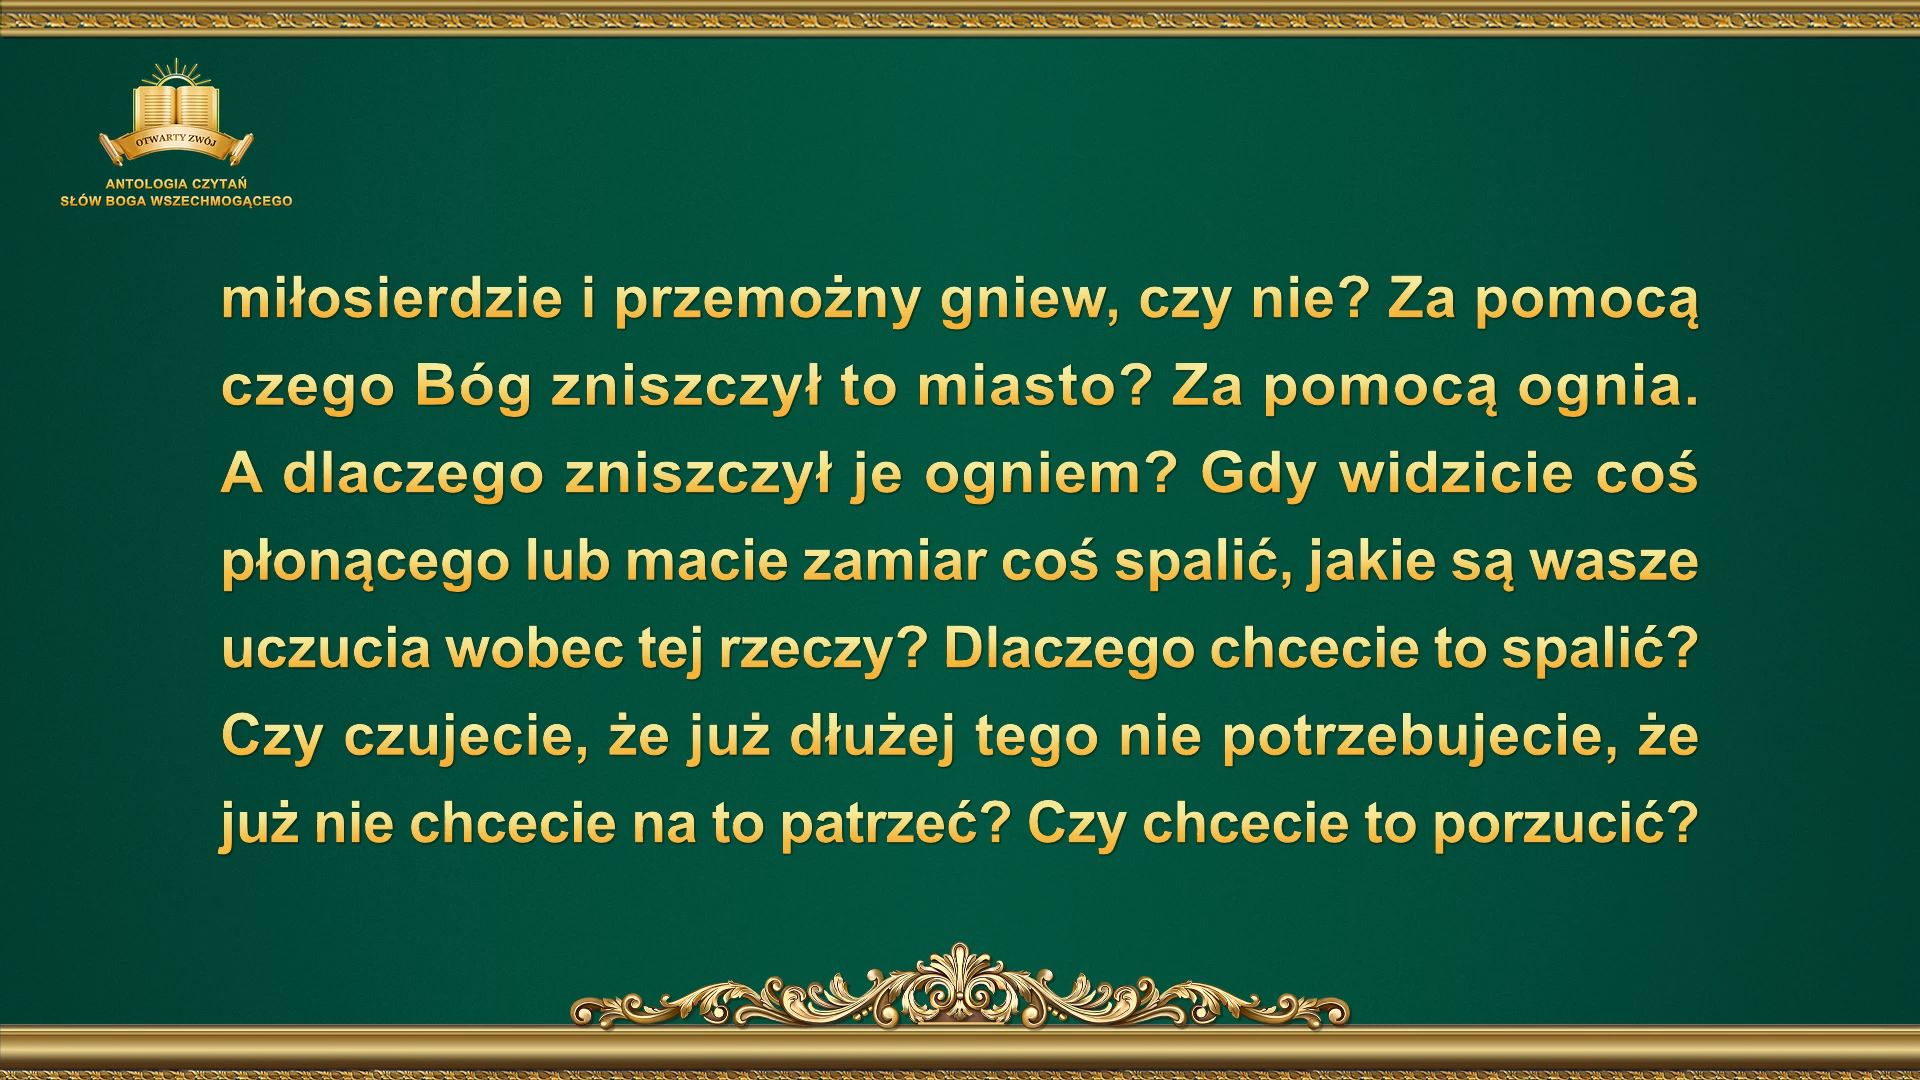 OTWARTY ZWÓJ
ANTOLOGIA CZYTAŃ
SŁÓW BOGA WSZECHMOGĄCEGO
miłosierdzie i przemożny gniew, czy nie? Za pomocą
czego Bóg zniszczył to miasto? Za pomocą ognia.
A dlaczego zniszczył je ogniem? Gdy widzicie coś
płonącego lub macie zamiar coś spalić, jakie są wasze
uczucia wobec tej rzeczy? Dlaczego chcecie to spalić?
Czy czujecie, że już dłużej tego nie potrzebujecie, że
już nie chcecie na to patrzeć? Czy chcecie to porzucić?